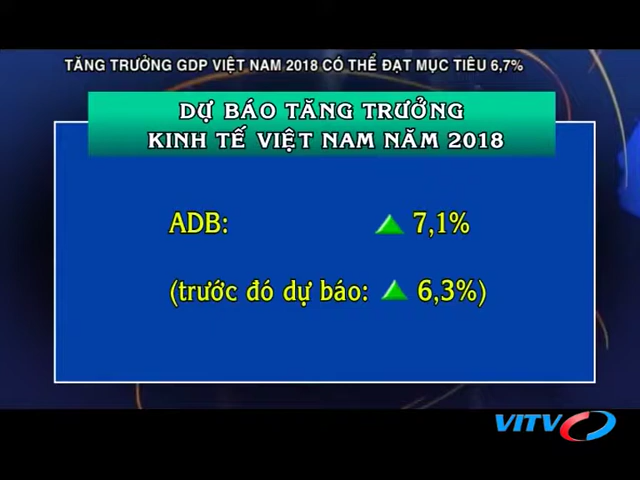 TĂNG TRƯỞNG GDP VIỆT NAM 2018 CÓ THỂ ĐẠT MỤC TIÊU 6,7%
DỰ BÁO TĂNG TRƯỞNG
KINH TẾ VIỆT NAM NĂM 2018
ADB: 7,1%
(trước đó dự báo: 6,3%)
VITV